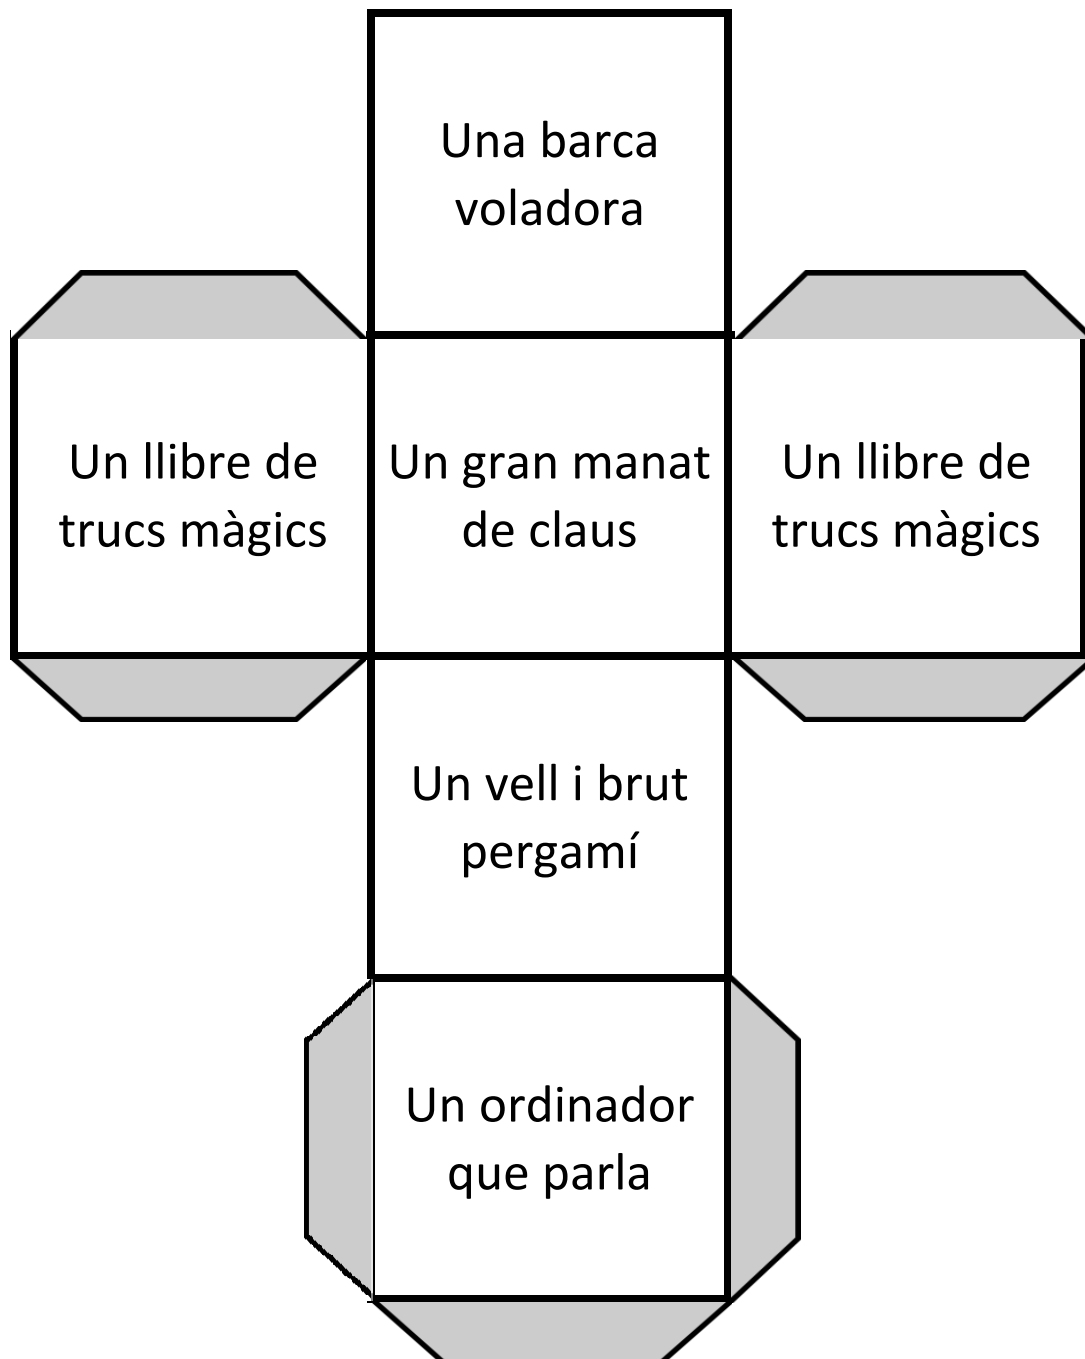 Una barca
voladora
Un llibre de
trucs màgics
Un gran manat
de claus
Un llibre de
trucs màgics
Un vell i brut
pergamí
Un ordinador
que parla